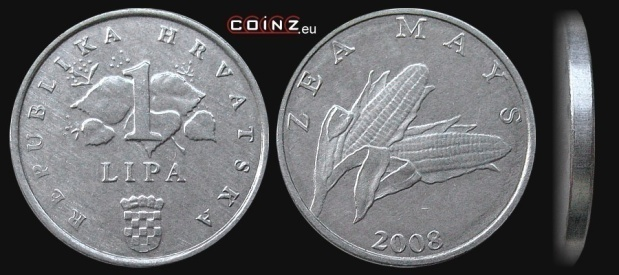 COINZ.eu
REPUBLIKA HRVATSKA
1
LIPA
ZEA MAYS
2008